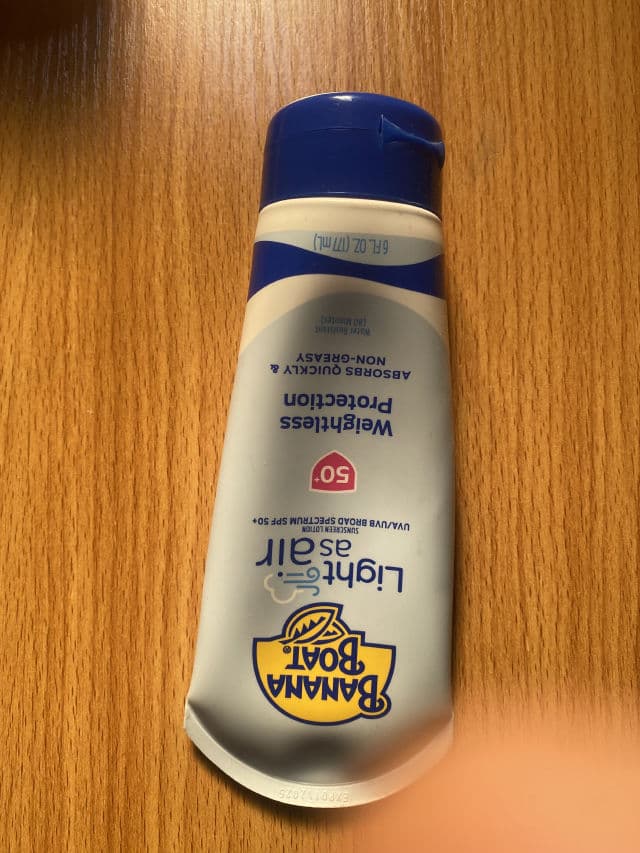 BANANA
BOAT®
Light
as air
SUNSCREEN LOTION
UVA/UVB BROAD SPECTRUM SPF 50+
50+
Weightless
Protection
ABSORBS QUICKLY &
NON-GREASY
Water Resistant
(80 Minutes)
6 FL. OZ. (177 mL)